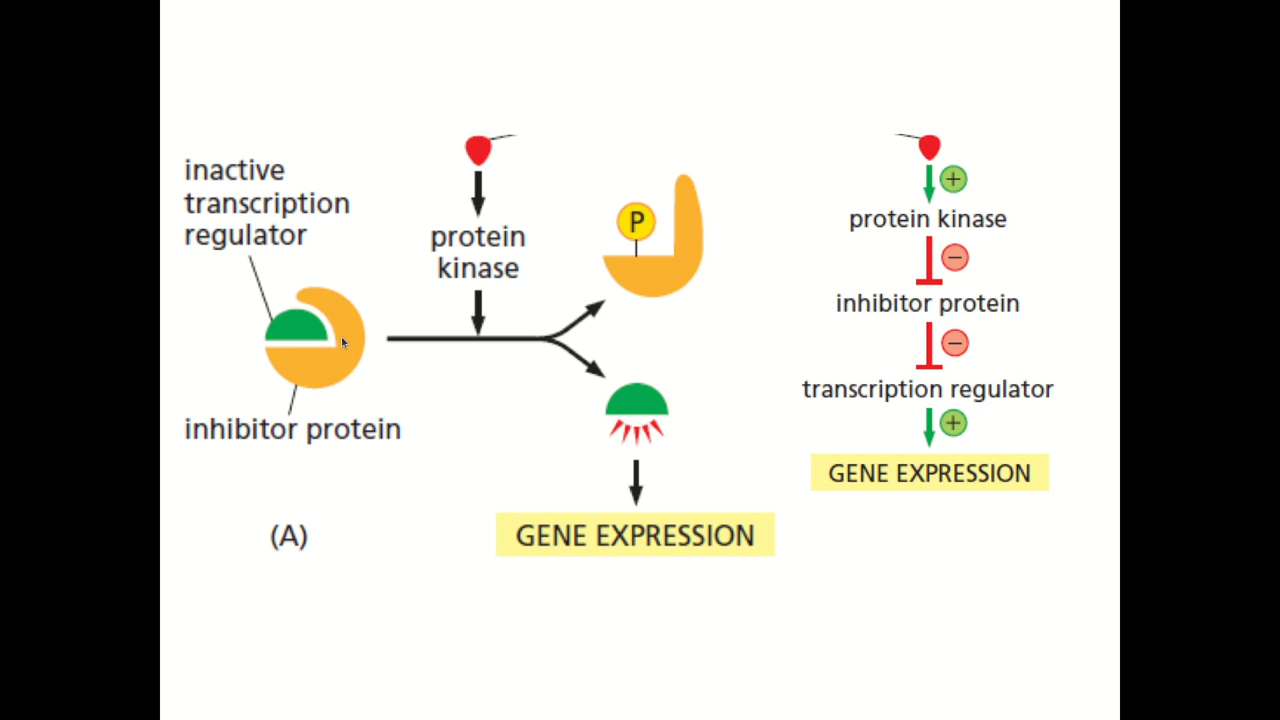 inactive
transcription
regulator
inhibitor protein
(A)
protein
kinase
P
GENE EXPRESSION
+
protein kinase
−
inhibitor protein
−
transcription regulator
+
GENE EXPRESSION